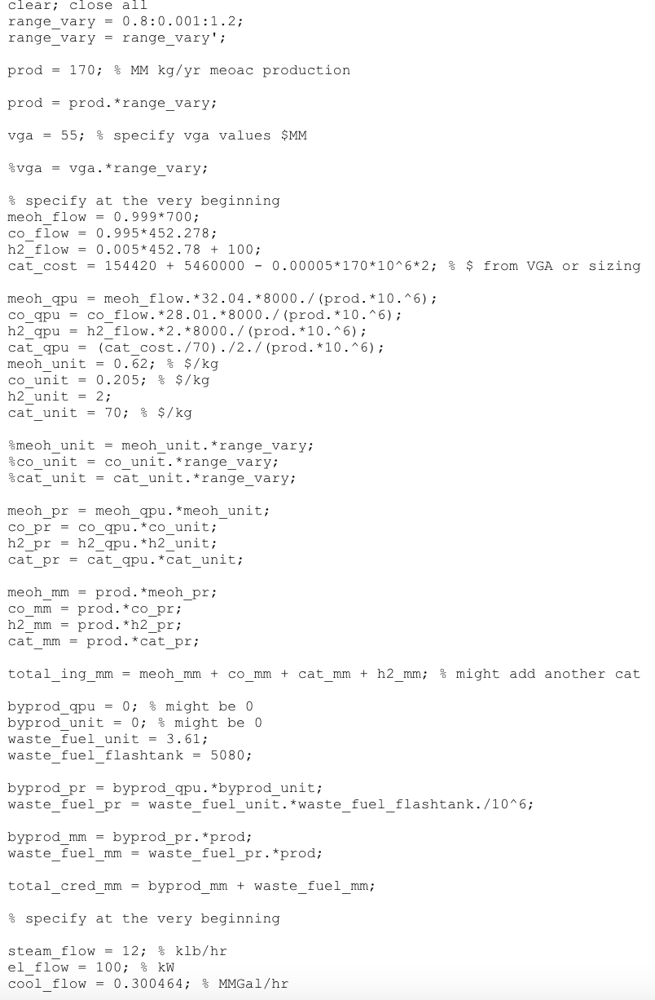 clear; close all
range_vary = 0.8:0.001:1.2;
range_vary = range_vary';
prod = 170; % MM kg/yr meoac production
prod = prod.*range_vary;
vga = 55; % specify vga values $MM
%vga = vga.*range_vary;
% specify at the very beginning
meoh_flow = 0.999*700;
co_flow = 0.995*452.278;
h2_flow = 0.005*452.78 + 100;
cat_cost = 154420 + 5460000 - 0.00005*170*10^6*2; % $ from VGA or sizing
meoh_qpu = meoh_flow.*32.04.*8000./(prod.*10.^6);
co_qpu = co_flow.*28.01.*8000./(prod.*10.^6);
h2_qpu = h2_flow.*2.*8000./(prod.*10.^6);
cat_qpu = (cat_cost./70)./2./(prod.*10.^6);
meoh_unit = 0.62; % $/kg
co_unit = 0.205; % $/kg
h2_unit = 2;
cat_unit = 70; % $/kg
%meoh_unit = meoh_unit.*range_vary;
%co_unit = co_unit.*range_vary;
%cat_unit = cat_unit.*range_vary;
meoh_pr = meoh_qpu.*meoh_unit;
co_pr = co_qpu.*co_unit;
h2_pr = h2_qpu.*h2_unit;
cat_pr = cat_qpu.*cat_unit;
meoh_mm = prod.*meoh_pr;
co_mm = prod.*co_pr;
h2_mm = prod.*h2_pr;
cat_mm = prod.*cat_pr;
total_ing_mm = meoh_mm + co_mm + cat_mm + h2_mm; % might add another cat
byprod_qpu = 0; % might be 0
byprod_unit = 0; % might be 0
waste_fuel_unit = 3.61;
waste_fuel_flashtank = 5080;
byprod_pr = byprod_qpu.*byprod_unit;
waste_fuel_pr = waste_fuel_unit.*waste_fuel_flashtank./10^6;
byprod_mm = byprod_pr.*prod;
waste_fuel_mm = waste_fuel_pr.*prod;
total_cred_mm = byprod_mm + waste_fuel_mm;
% specify at the very beginning
steam_flow = 12; % klb/hr
el_flow = 100; % kW
cool_flow = 0.300464; % MMGal/hr